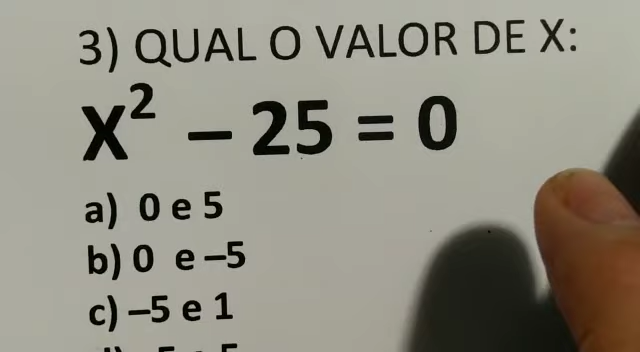 3) QUAL O VALOR DE X:
X² – 25 = 0
a) 0 e 5
b) 0 e –5
c) –5 e 1